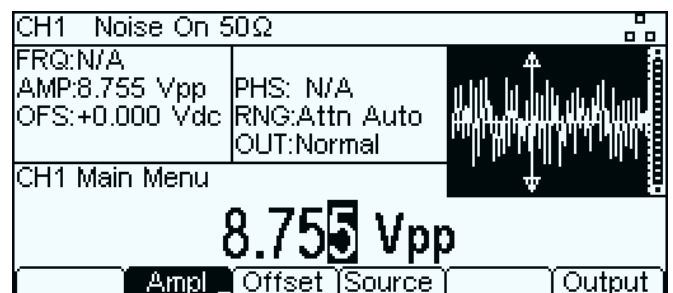 CH1 Noise On 50Ω
FRQ:N/A
AMP:8.755 Vpp
OFS:+0.000 Vdc
PHS: N/A
RNG:Attn Auto
OUT:Normal
CH1 Main Menu
8.755 Vpp
Ampl Offset Source Output